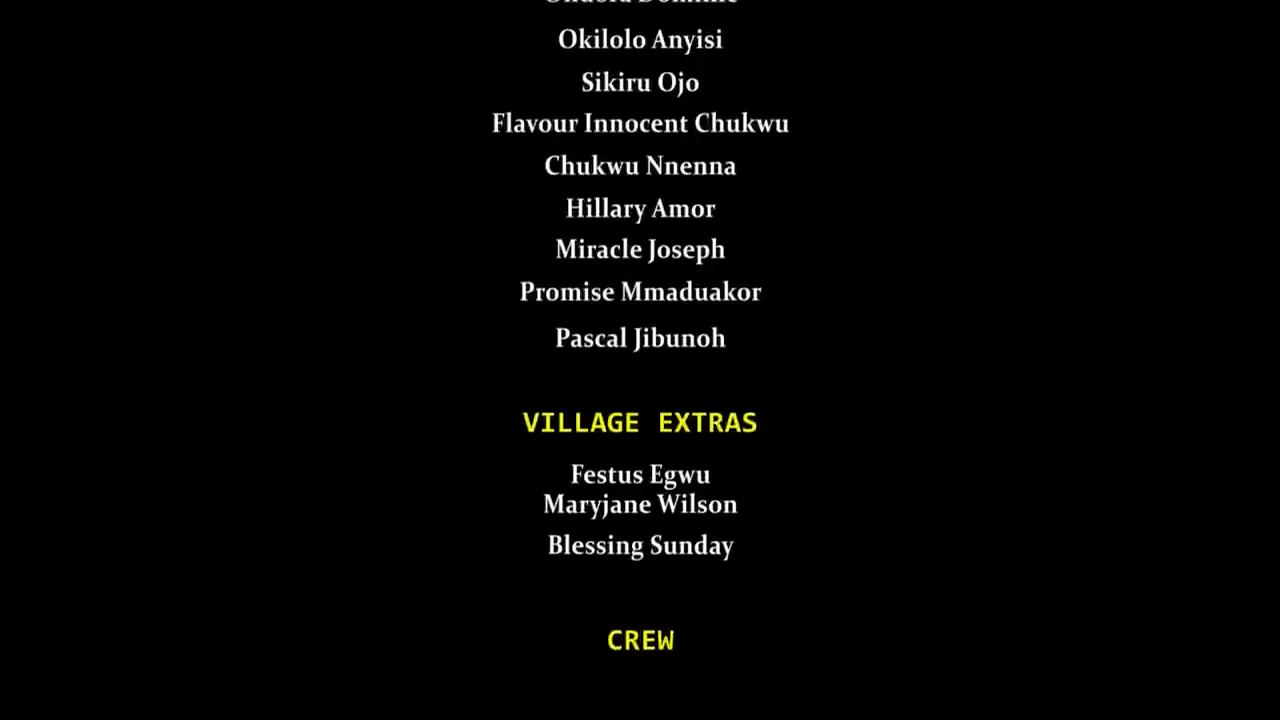 Okilolo Anyisi
Sikiru Ojo
Flavour Innocent Chukwu
Chukwu Nnenna
Hillary Amor
Miracle Joseph
Promise Mmaduakor
Pascal Jibunoh
VILLAGE EXTRAS
Festus Egwu
Maryjane Wilson
Blessing Sunday
CREW